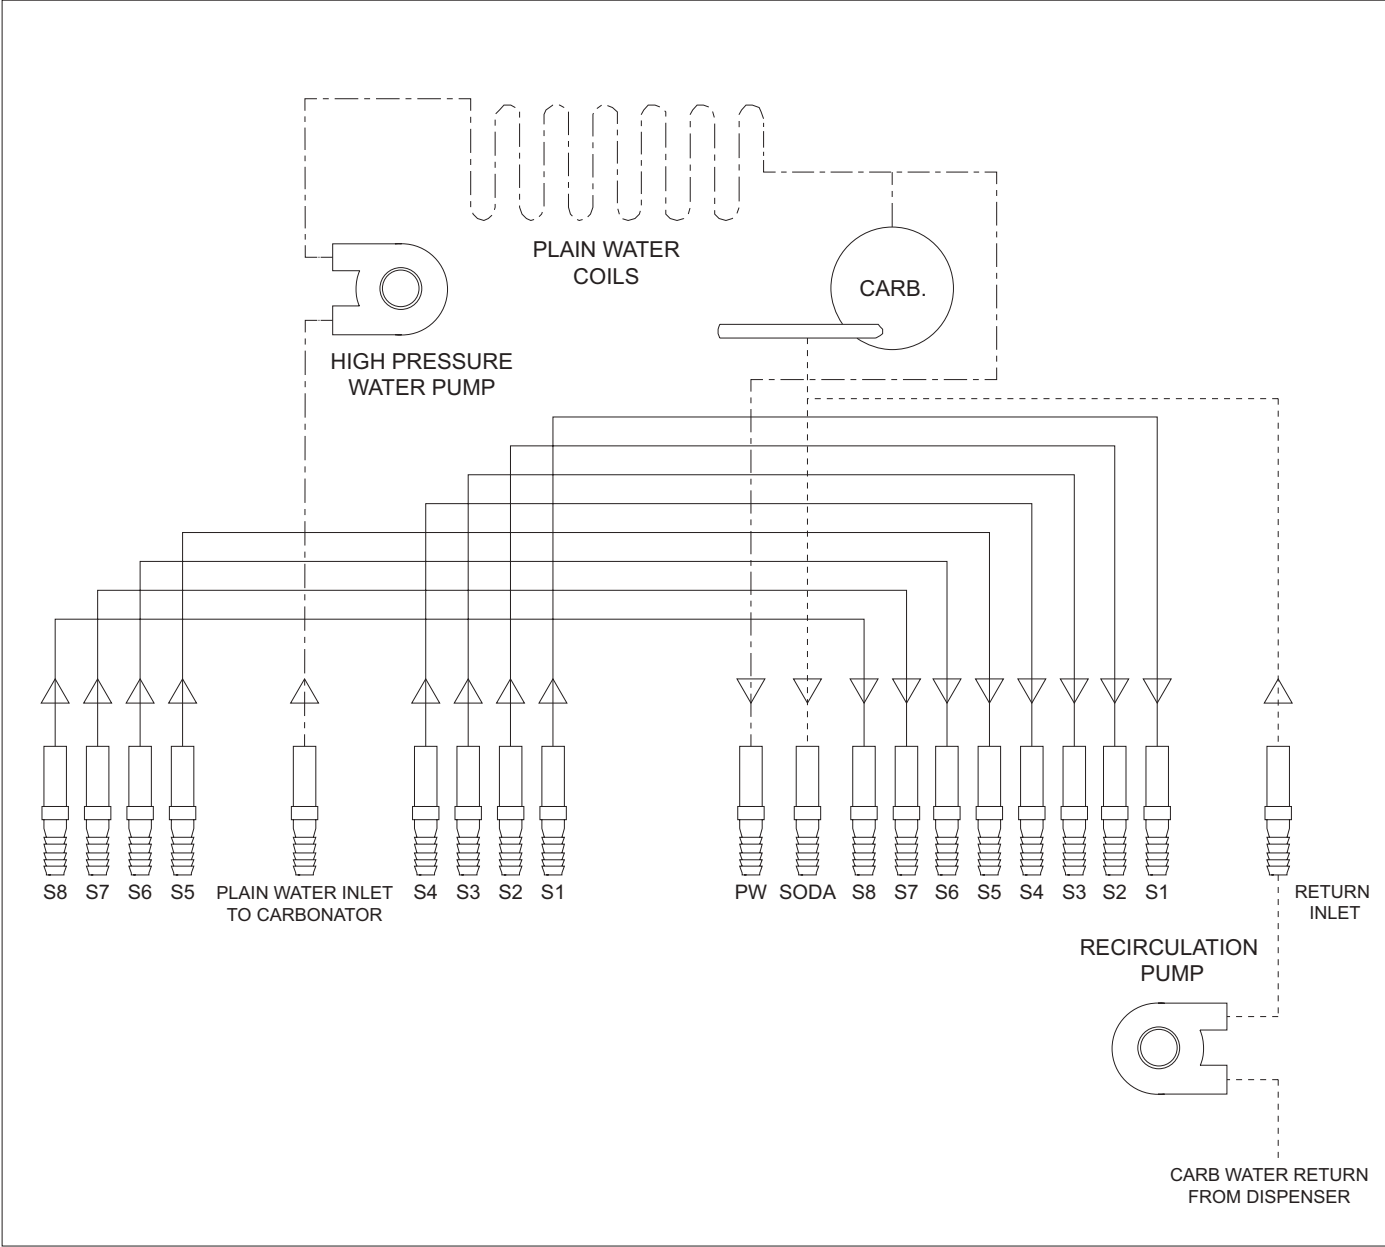 PLAIN WATER
COILS
CARB.
HIGH PRESSURE
WATER PUMP
S8 S7 S6 S5 PLAIN WATER INLET
TO CARBONATOR
S4 S3 S2 S1
PW SODA S8 S7 S6 S5 S4 S3 S2 S1
RETURN
INLET
RECIRCULATION
PUMP
CARB WATER RETURN
FROM DISPENSER